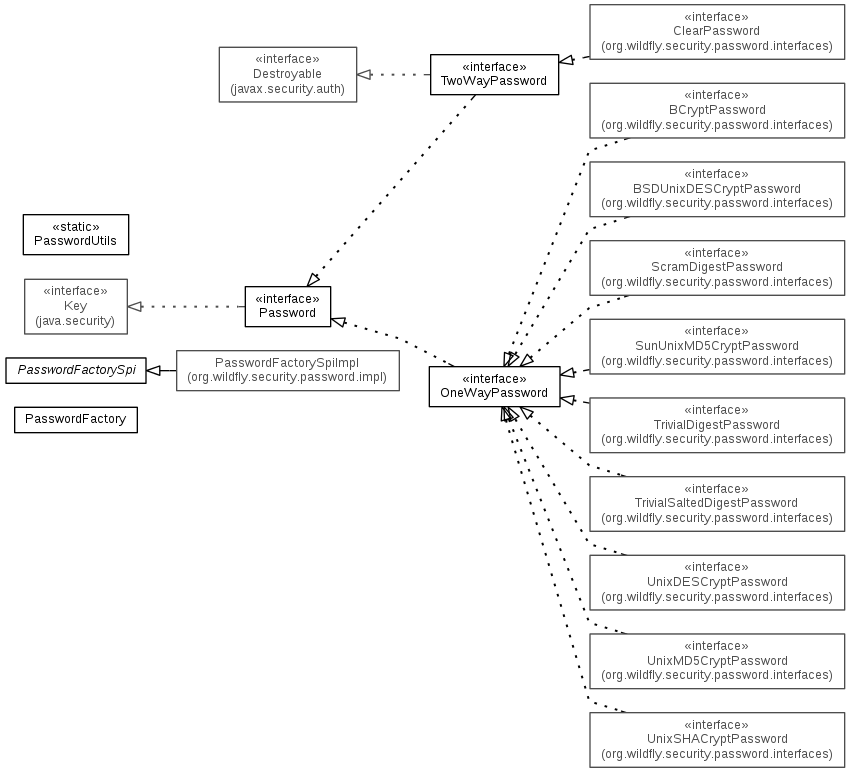 «interface»
ClearPassword
(org.wildfly.security.password.interfaces)
«interface»
Destroyable
(javax.security.auth)
«interface»
TwoWayPassword
«interface»
BCryptPassword
(org.wildfly.security.password.interfaces)
«interface»
BSDUnixDESCryptPassword
(org.wildfly.security.password.interfaces)
«static»
PasswordUtils
«interface»
ScramDigestPassword
(org.wildfly.security.password.interfaces)
«interface»
Key
(java.security)
«interface»
Password
«interface»
SunUnixMD5CryptPassword
(org.wildfly.security.password.interfaces)
PasswordFactorySpi
PasswordFactorySpiImpl
(org.wildfly.security.password.impl)
«interface»
OneWayPassword
«interface»
TrivialDigestPassword
(org.wildfly.security.password.interfaces)
PasswordFactory
«interface»
TrivialSaltedDigestPassword
(org.wildfly.security.password.interfaces)
«interface»
UnixDESCryptPassword
(org.wildfly.security.password.interfaces)
«interface»
UnixMD5CryptPassword
(org.wildfly.security.password.interfaces)
«interface»
UnixSHACryptPassword
(org.wildfly.security.password.interfaces)